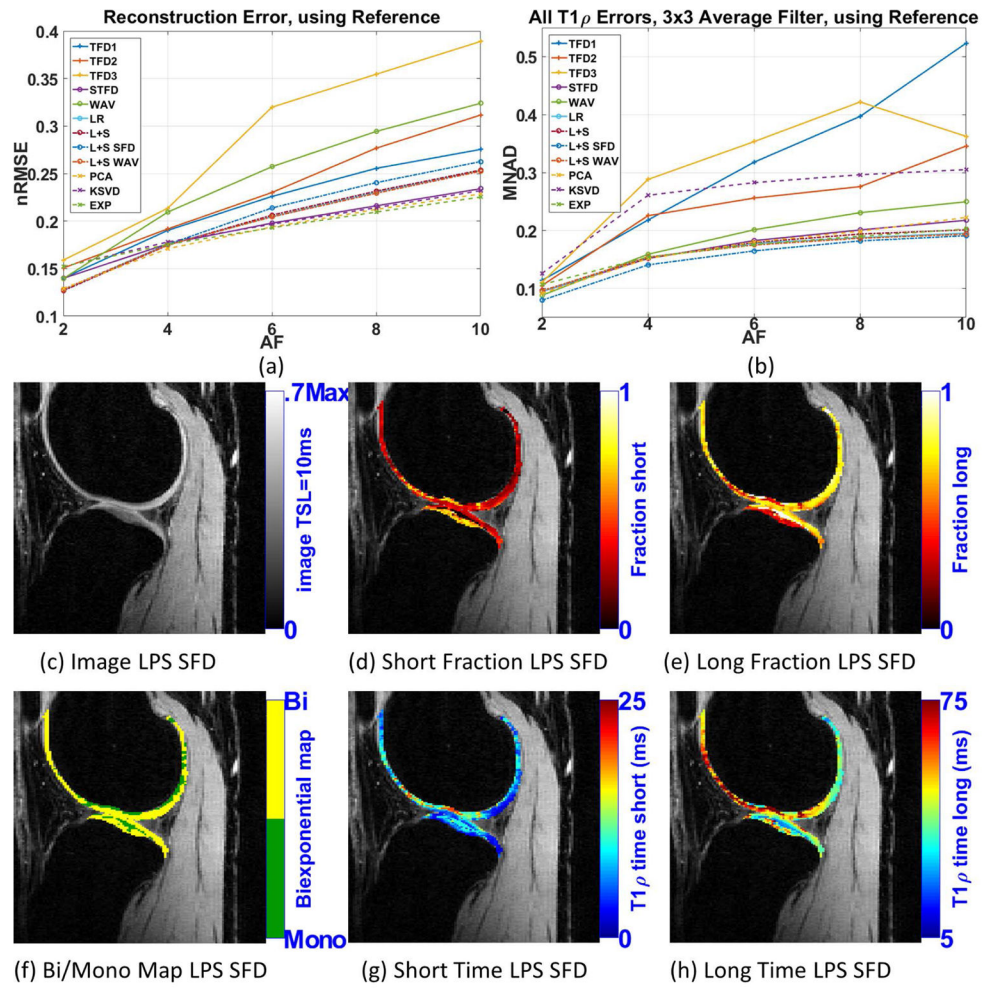 Reconstruction Error, using Reference
0.4
0.35
0.3
0.25
0.2
0.15
0.1
nRMSE
TFD1
TFD2
TFD3
STFD
WAV
LR
L+S
L+S SFD
L+S WAV
PCA
KSVD
EXP
2
4
6
8
10
AF
(a)
All T1ρ Errors, 3x3 Average Filter, using Reference
0.5
0.4
0.3
0.2
0.1
MNAD
TFD1
TFD2
TFD3
STFD
WAV
LR
L+S
L+S SFD
L+S WAV
PCA
KSVD
EXP
2
4
6
8
10
AF
(b)
.7Max
0
image TSL=10ms
(c) Image LPS SFD
1
0
Fraction short
(d) Short Fraction LPS SFD
1
0
Fraction long
(e) Long Fraction LPS SFD
Bi
Mono
Biexponential map
(f) Bi/Mono Map LPS SFD
25
0
T1ρ time short (ms)
(g) Short Time LPS SFD
75
5
T1ρ time long (ms)
(h) Long Time LPS SFD